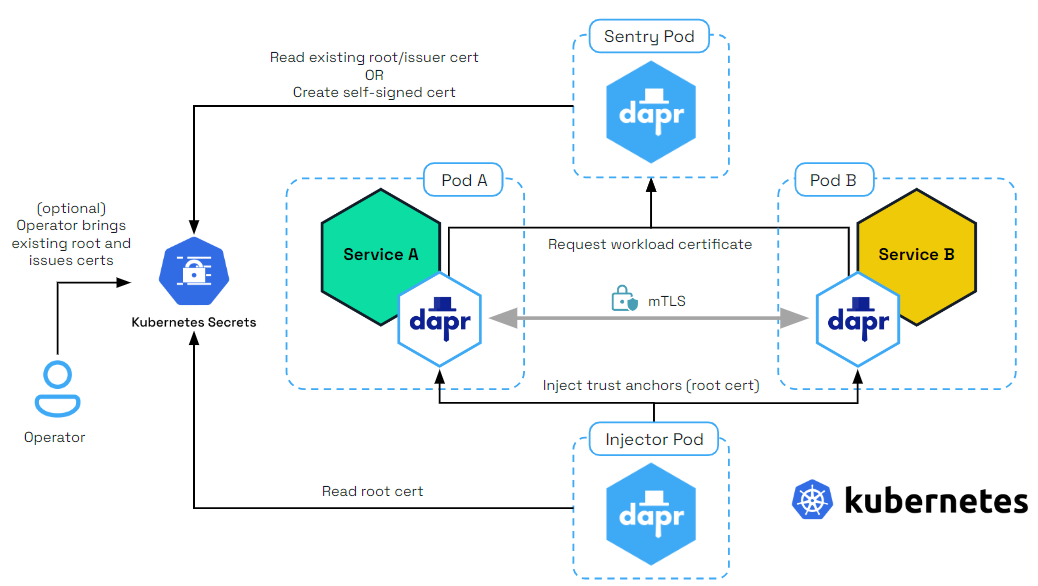 Sentry Pod
dapr
Read existing root/issuer cert
OR
Create self-signed cert
Pod A
Pod B
(optional)
Operator brings
existing root and
issues certs
Service A
Service B
Request workload certificate
mTLS
dapr
dapr
Kubernetes Secrets
Inject trust anchors (root cert)
Operator
Injector Pod
dapr
Read root cert
kubernetes